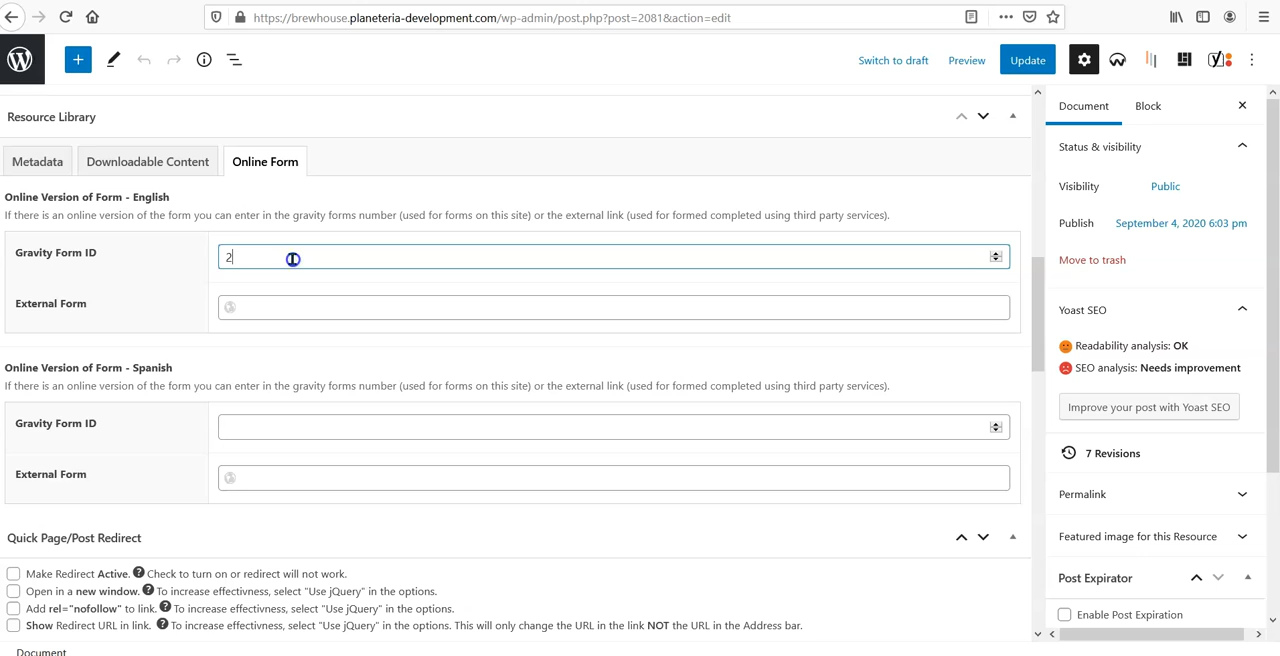 https://brewhouse.planeteria-development.com/wp-admin/post.php?post=2081&action=edit
Switch to draft
Preview
Update
Resource Library
Metadata
Downloadable Content
Online Form
Online Version of Form - English
If there is an online version of the form you can enter in the gravity forms number (used for forms on this site) or the external link (used for formed completed using third party services).
Gravity Form ID
2
External Form
Online Version of Form - Spanish
If there is an online version of the form you can enter in the gravity forms number (used for forms on this site) or the external link (used for formed completed using third party services).
Gravity Form ID
External Form
Quick Page/Post Redirect
Make Redirect Active. ? Check to turn on or redirect will not work.
Open in a new window. ? To increase effectivness, select "Use jQuery" in the options.
Add rel="nofollow" to link. ? To increase effectivness, select "Use jQuery" in the options.
Show Redirect URL in link. ? To increase effectivness, select "Use jQuery" in the options. This will only change the URL in the link NOT the URL in the Address bar.
Document
Document
Block
Status & visibility
Visibility
Public
Publish
September 4, 2020 6:03 pm
Move to trash
Yoast SEO
Readability analysis: OK
SEO analysis: Needs improvement
Improve your post with Yoast SEO
7 Revisions
Permalink
Featured image for this Resource
Post Expirator
Enable Post Expiration